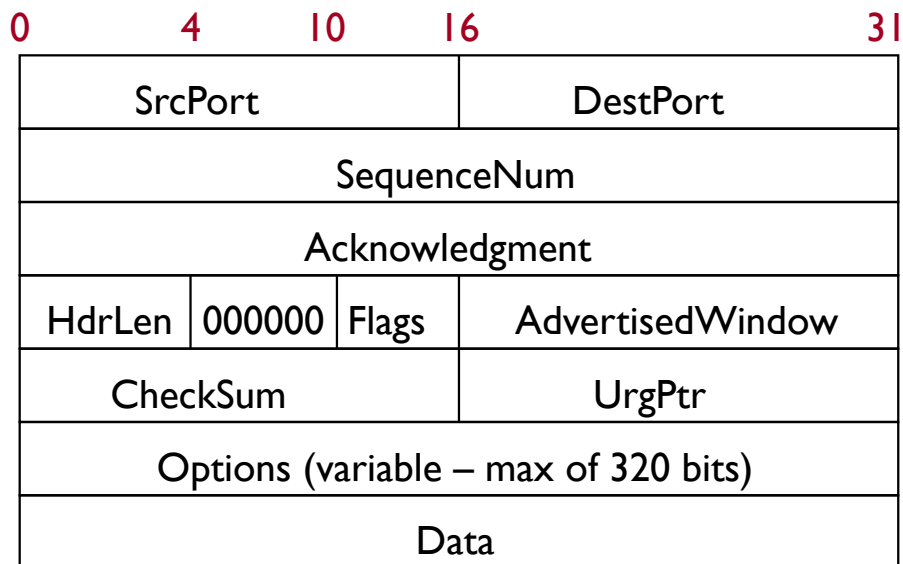 0 4 10 16 31
SrcPort DestPort
SequenceNum
Acknowledgment
HdrLen 000000 Flags AdvertisedWindow
CheckSum UrgPtr
Options (variable – max of 320 bits)
Data